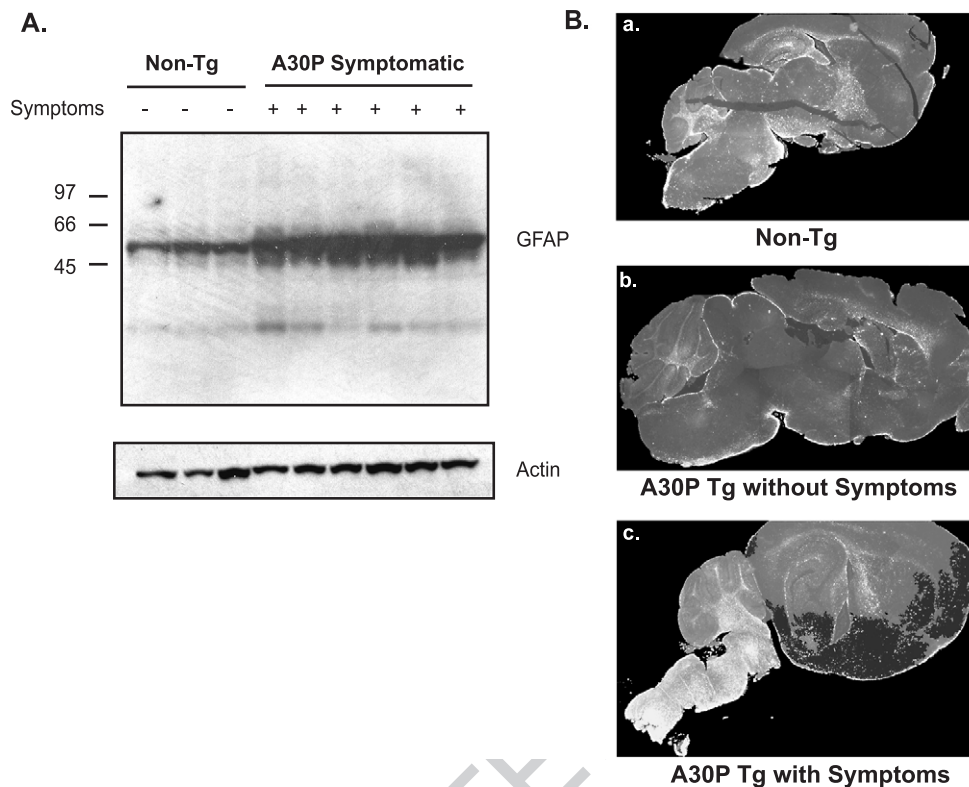 A.
Non-Tg A30P Symptomatic
Symptoms - - - + + + + + +
97
66
45
GFAP
Actin
B.
a.
Non-Tg
b.
A30P Tg without Symptoms
c.
A30P Tg with Symptoms